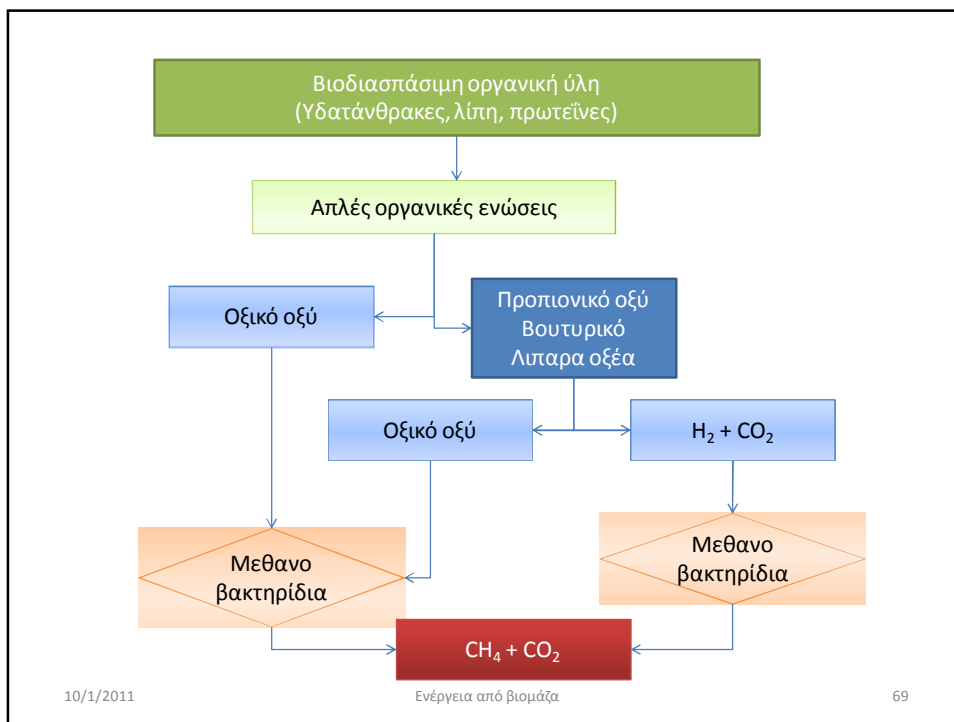 Βιοδιασπάσιμη οργανική ύλη
(Υδατάνθρακες, λίπη, πρωτεΐνες)
Απλές οργανικές ενώσεις
Οξικό οξύ
Προπιονικό οξύ
Βουτυρικό
Λιπαρα οξέα
Οξικό οξύ
H₂ + CO₂
Μεθανο
βακτηρίδια
Μεθανο
βακτηρίδια
CH₄ + CO₂
10/1/2011
Ενέργεια από βιομάζα
69